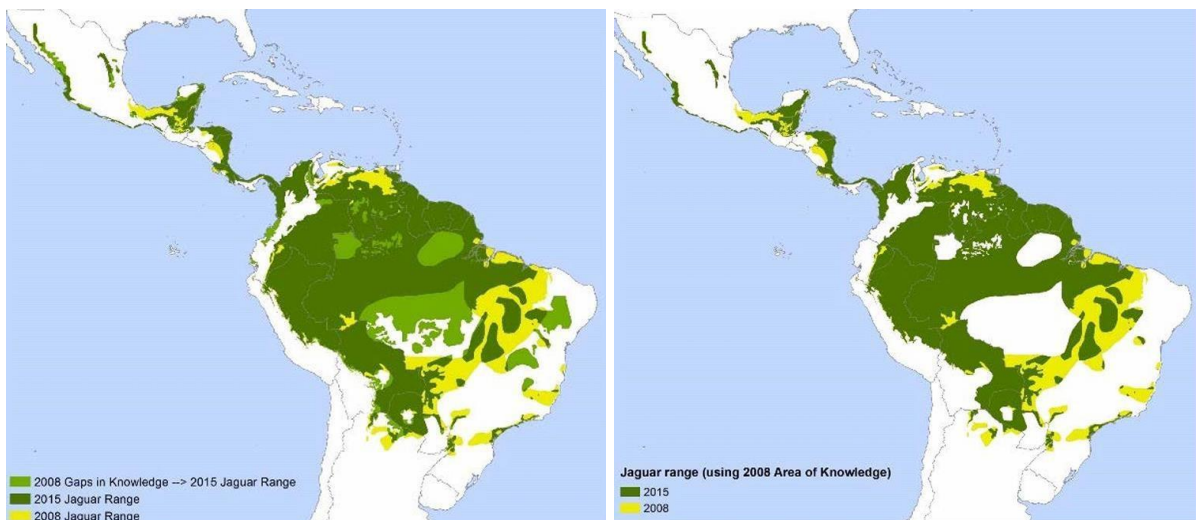 2008 Gaps in Knowledge --> 2015 Jaguar Range
2015 Jaguar Range
2008 Jaguar Range
Jaguar range (using 2008 Area of Knowledge)
2015
2008